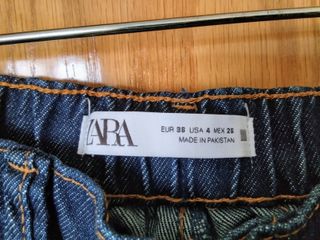 ZARA
EUR 36 USA 4 MEX 26
MADE IN PAKISTAN